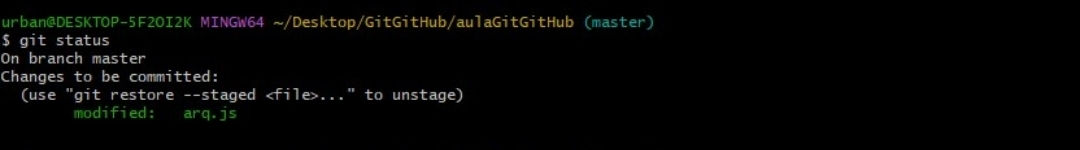 urban@DESKTOP-5F2OI2K MINGW64 ~/Desktop/GitGitHub/aulaGitGitHub (master)
$ git status
On branch master
Changes to be committed:
  (use "git restore --staged <file>..." to unstage)
        modified:   arq.js